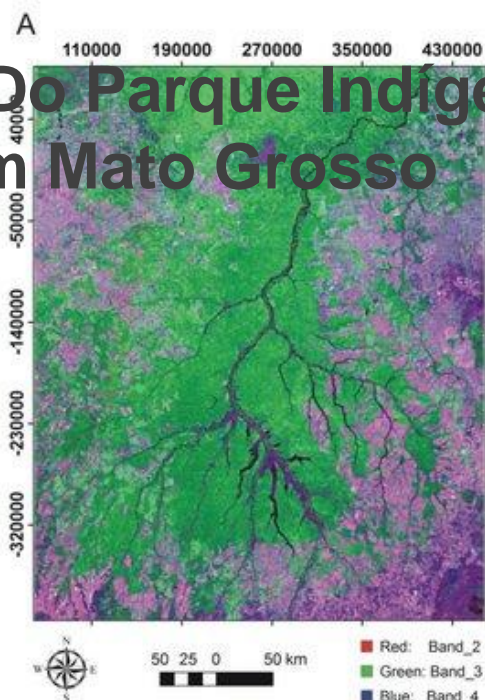 A
110000 190000 270000 350000 430000
Do Parque Indíge
m Mato Grosso
-50000
-140000
-230000
-320000
N
W E
S
50 25 0 50 km
Red: Band_2
Green: Band_3
Blue: Band_4